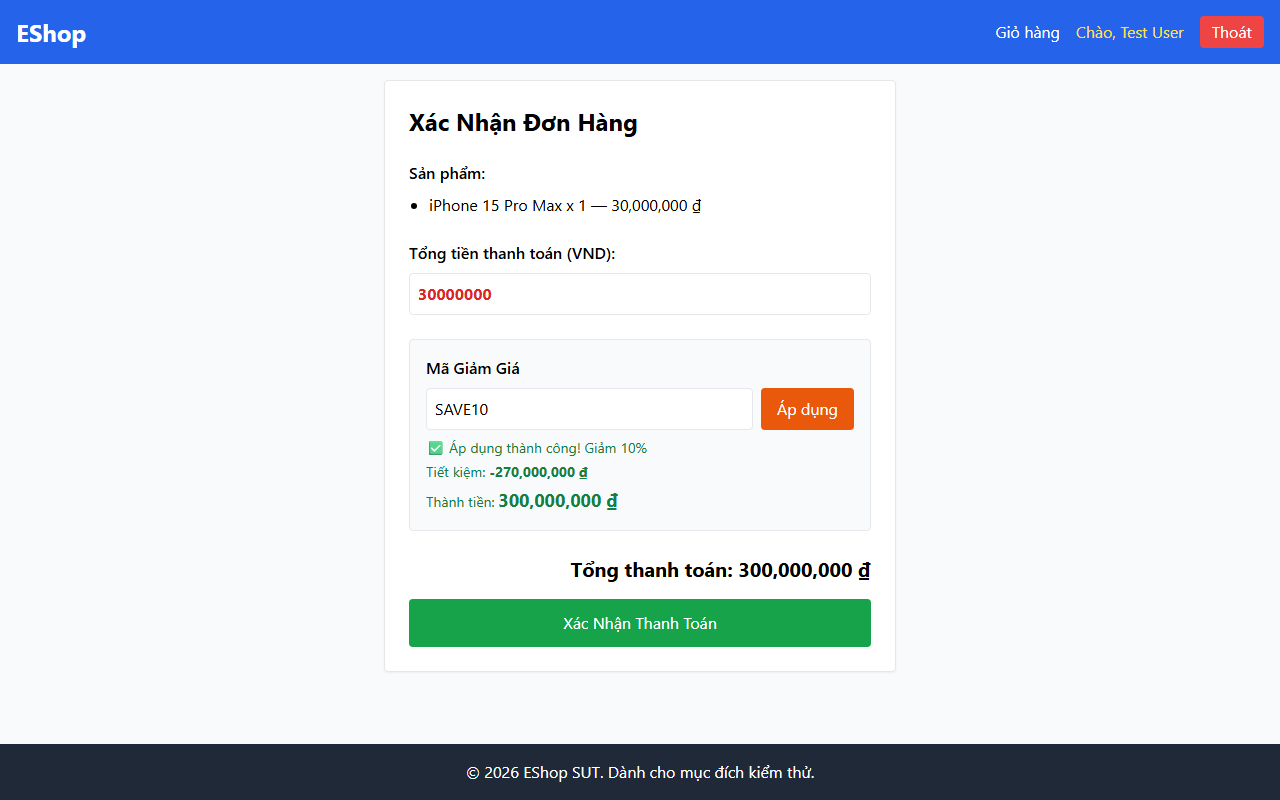 EShop
Giỏ hàng
Chào, Test User
Thoát
Xác Nhận Đơn Hàng
Sản phẩm:
iPhone 15 Pro Max x 1 — 30,000,000 ₫
Tổng tiền thanh toán (VND):
30000000
Mã Giảm Giá
SAVE10
Áp dụng
✅ Áp dụng thành công! Giảm 10%
Tiết kiệm: -270,000,000 ₫
Thành tiền: 300,000,000 ₫
Tổng thanh toán: 300,000,000 ₫
Xác Nhận Thanh Toán
© 2026 EShop SUT. Dành cho mục đích kiểm thử.